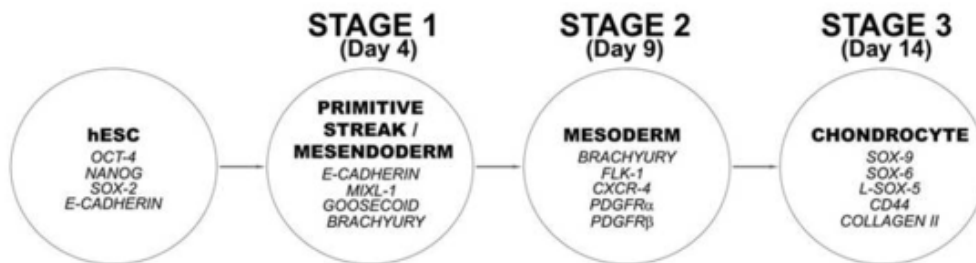 STAGE 1
(Day 4)
STAGE 2
(Day 9)
STAGE 3
(Day 14)
hESC
OCT-4
NANOG
SOX-2
E-CADHERIN
PRIMITIVE
STREAK /
MESENDODERM
E-CADHERIN
MIXL-1
GOOSECOID
BRACHYURY
MESODERM
BRACHYURY
FLK-1
CXCR-4
PDGFRα
PDGFRβ
CHONDROCYTE
SOX-9
SOX-6
L-SOX-5
CD44
COLLAGEN II